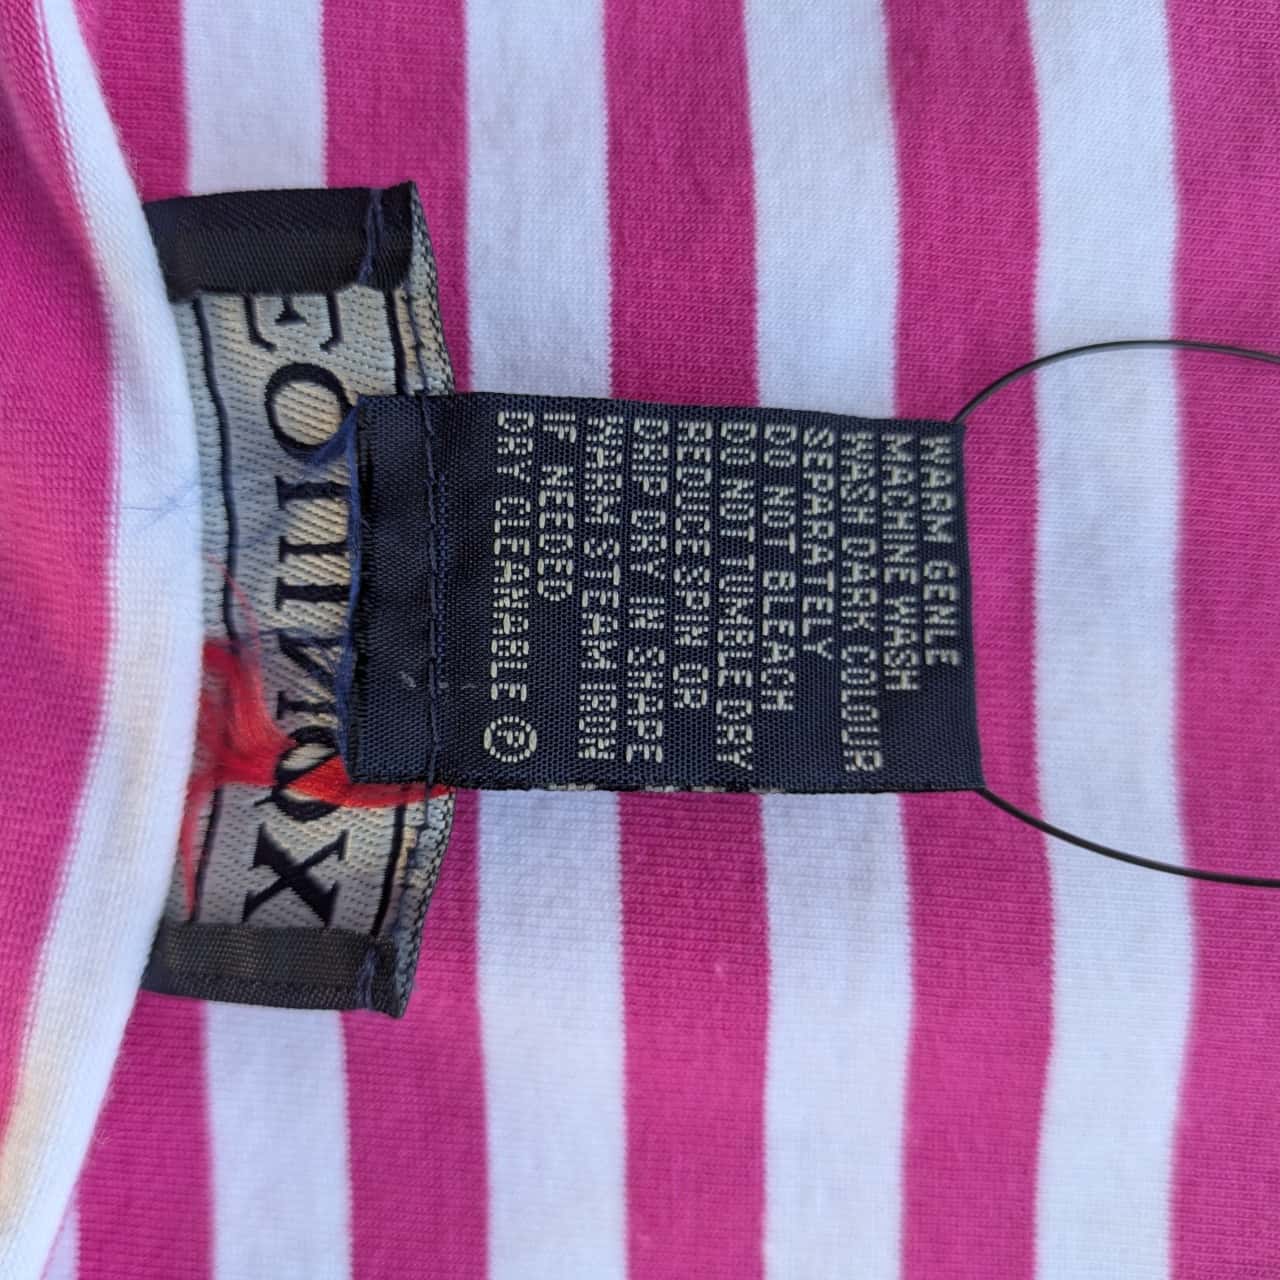 EQUINOX
WARM GENLE
MACHINE WASH
WASH DARK COLOUR
SEPARATELY
DO NOT BLEACH
DO NOT TUMBLE DRY
REDUCE SPIN OR
DRIP DRY IN SHAPE
WARM STEAM IRON
IF NEEDED
DRY CLEANABLE Ⓟ